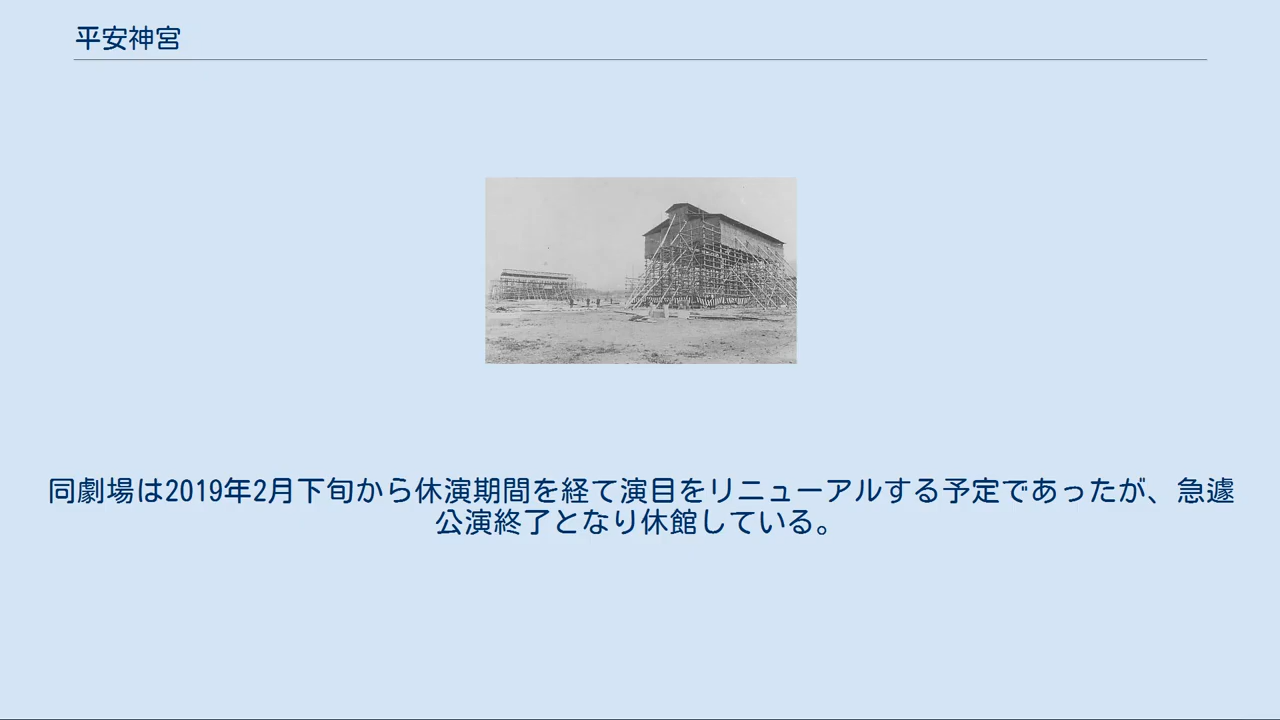 平安神宮
同劇場は2019年2月下旬から休演期間を経て演目をリニューアルする予定であったが、急遽
公演終了となり休館している。